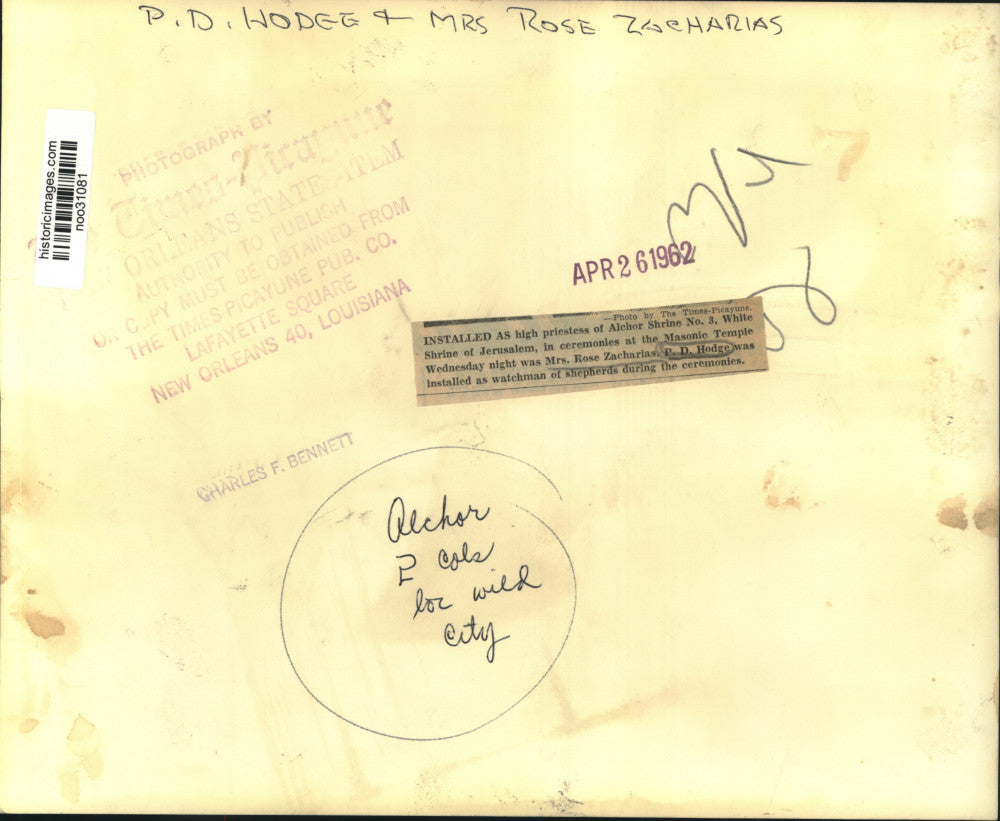 P.D. HODGE & MRS ROSE ZACHARIAS
historicimages.com
noo31081
PHOTOGRAPH BY
Times-Picayune
ORLEANS STATE-ITEM
AUTHORITY TO PUBLISH
OR COPY MUST BE OBTAINED FROM
THE TIMES-PICAYUNE PUB. CO.
LAFAYETTE SQUARE
NEW ORLEANS 40, LOUISIANA
7
APR 26 1962
—Photo by The Times-Picayune.
INSTALLED AS high priestess of Alchor Shrine No. 3, White
Shrine of Jerusalem, in ceremonies at the Masonic Temple
Wednesday night was Mrs. Rose Zacharias. P. D. Hodge was
installed as watchman of shepherds during the ceremonies.
CHARLES F. BENNETT
Alchor
2 cols
loc wild
city